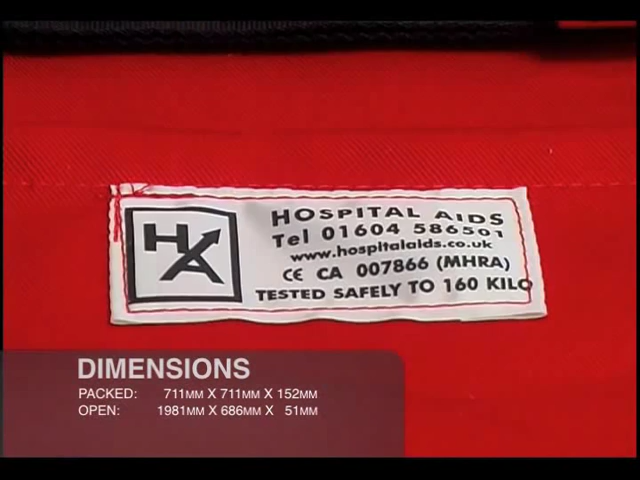 HA
HOSPITAL AIDS
Tel 01604 586501
www.hospitalaids.co.uk
CE CA 007866 (MHRA)
TESTED SAFELY TO 160 KILO
DIMENSIONS
PACKED: 711MM X 711MM X 152MM
OPEN: 1981MM X 686MM X 51MM